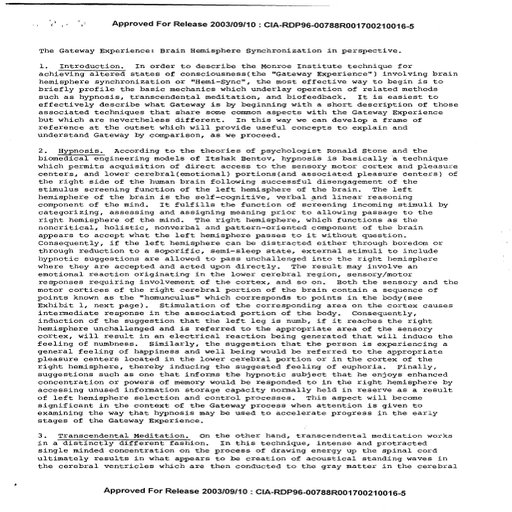 Approved For Release 2003/09/10 : CIA-RDP96-00788R001700210016-5
The Gateway Experience: Brain Hemisphere Synchronization in perspective.
1. Introduction. In order to describe the Monroe Institute technique for
achieving altered states of consciousness(the "Gateway Experience") involving brain
hemisphere synchronization or "Hemi-Sync", the most effective way to begin is to
briefly profile the basic mechanics which underlay operation of related methods
such as hypnosis, transcendental meditation, and biofeedback. It is easiest to
effectively describe what Gateway is by beginning with a short description of those
associated techniques that share some common aspects with the Gateway Experience
but which are nevertheless different. In this way we can develop a frame of
reference at the outset which will provide useful concepts to explain and
understand Gateway by comparison, as we proceed.
2. Hypnosis. According to the theories of psychologist Ronald Stone and the
biomedical engineering models of Itshak Bentov, hypnosis is basically a technique
which permits acquisition of direct access to the sensory motor cortex and pleasure
centers, and lower cerebral(emotional) portions(and associated pleasure centers) of
the right side of the human brain following successful disengagement of the
stimulus screening function of the left hemisphere of the brain. The left
hemisphere of the brain is the self-cognitive, verbal and linear reasoning
component of the mind. It fulfills the function of screening incoming stimuli by
categorizing, assessing and assigning meaning prior to allowing passage to the
right hemisphere of the mind. The right hemisphere, which functions as the
noncritical, holistic, nonverbal and pattern-oriented component of the brain
appears to accept what the left hemisphere passes to it without question.
Consequently, if the left hemisphere can be distracted either through boredom or
through reduction to a soporific, semi-sleep state, external stimuli to include
hypnotic suggestions are allowed to pass unchallenged into the right hemisphere
where they are accepted and acted upon directly. The result may involve an
emotional reaction originating in the lower cerebral region, sensory/motor
responses requiring involvement of the cortex, and so on. Both the sensory and the
motor cortices of the right cerebral portion of the brain contain a sequence of
points known as the "homunculus" which corresponds to points in the body(see
Exhibit 1, next page). Stimulation of the corresponding area on the cortex causes
intermediate response in the associated portion of the body. Consequently,
induction of the suggestion that the left leg is numb, if it reaches the right
hemisphere unchallenged and is referred to the appropriate area of the sensory
cortex, will result in an electrical reaction being generated that will induce the
feeling of numbness. Similarly, the suggestion that the person is experiencing a
general feeling of happiness and well being would be referred to the appropriate
pleasure centers located in the lower cerebral portion or in the cortex of the
right hemisphere, thereby inducing the suggested feeling of euphoria. Finally,
suggestions such as one that informs the hypnotic subject that he enjoys enhanced
concentration or powers of memory would be responded to in the right hemisphere by
accessing unused information storage capacity normally held in reserve as a result
of left hemisphere selection and control processes. This aspect will become
significant in the context of the Gateway process when attention is given to
examining the way that hypnosis may be used to accelerate progress in the early
stages of the Gateway Experience.
3. Transcendental Meditation. On the other hand, transcendental meditation works
in a distinctly different fashion. In this technique, intense and protracted
single minded concentration on the process of drawing energy up the spinal cord
ultimately results in what appears to be creation of acoustical standing waves in
the cerebral ventricles which are then conducted to the gray matter in the cerebral
Approved For Release 2003/09/10 : CIA-RDP96-00788R001700210016-5